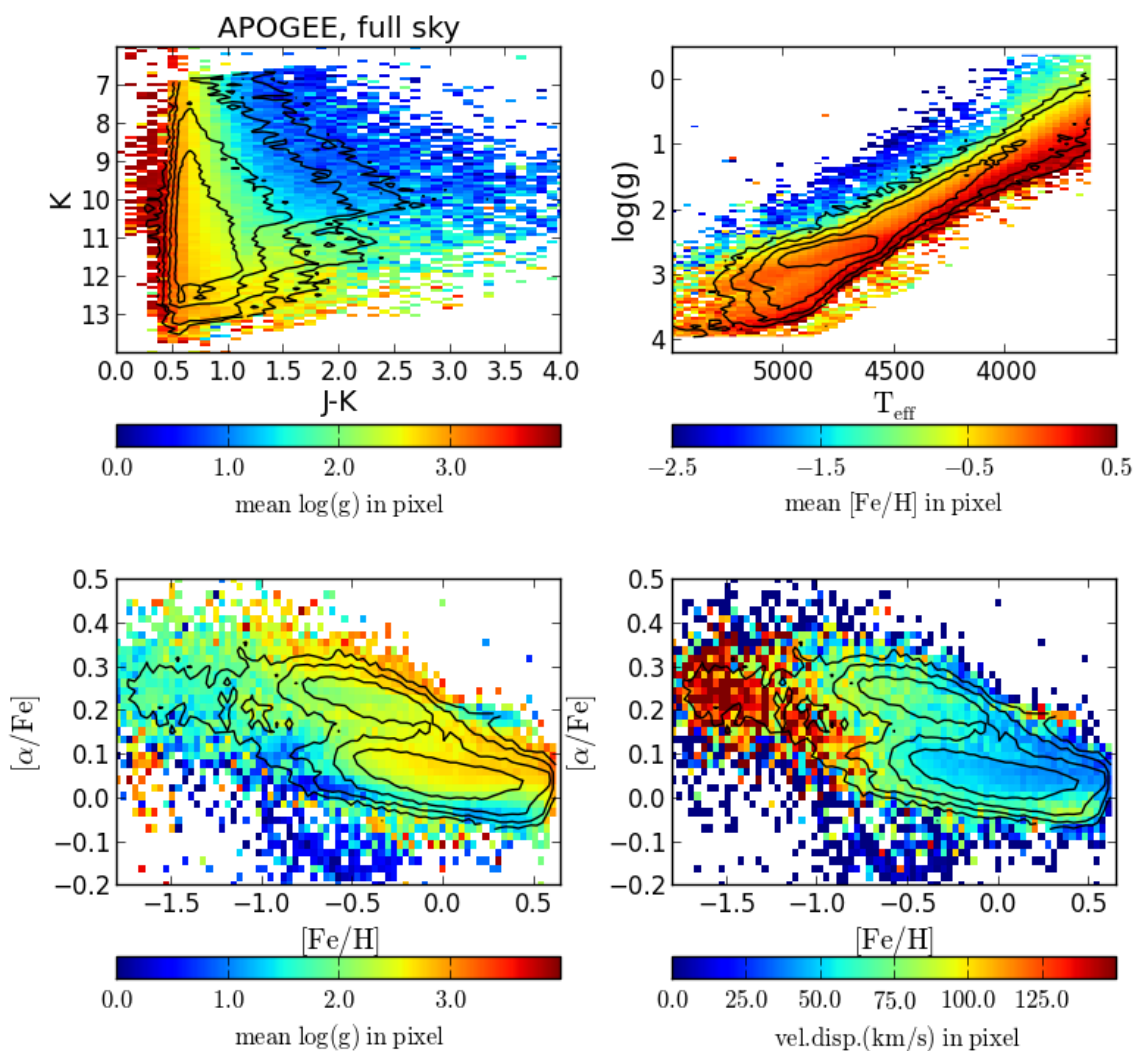 APOGEE, full sky
7
8
9
10
11
12
13
K
0.0 0.5 1.0 1.5 2.0 2.5 3.0 3.5 4.0
J-K
0.0 1.0 2.0 3.0
mean log(g) in pixel
0
1
2
3
4
log(g)
5000 4500 4000
T_eff
−2.5 −1.5 −0.5 0.5
mean [Fe/H] in pixel
0.5
0.4
0.3
0.2
0.1
0.0
−0.1
−0.2
[α/Fe]
−1.5 −1.0 −0.5 0.0 0.5
[Fe/H]
0.0 1.0 2.0 3.0
mean log(g) in pixel
0.5
0.4
0.3
0.2
0.1
0.0
−0.1
−0.2
[α/Fe]
−1.5 −1.0 −0.5 0.0 0.5
[Fe/H]
0.0 25.0 50.0 75.0 100.0 125.0
vel.disp.(km/s) in pixel